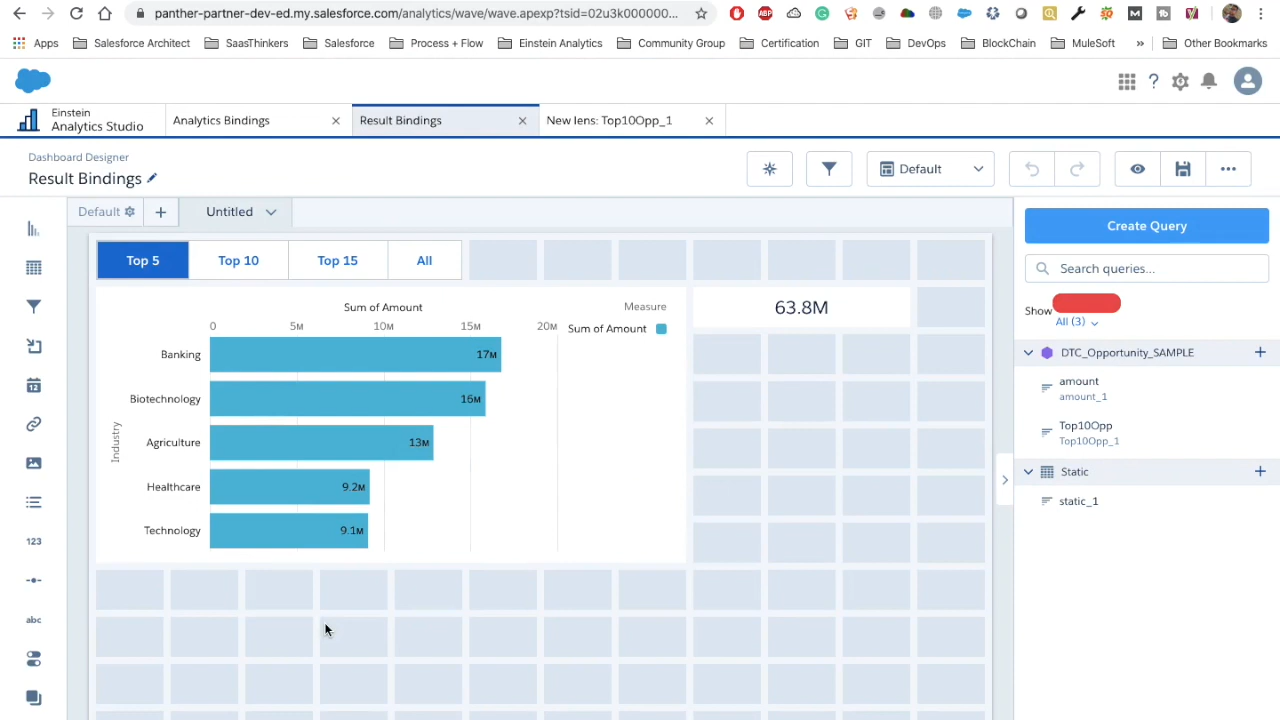 panther-partner-dev-ed.my.salesforce.com/analytics/wave/wave.apexp?tsid=02u3k000000...
Apps Salesforce Architect SaasThinkers Salesforce Process + Flow Einstein Analytics Community Group Certification GIT DevOps BlockChain MuleSoft » Other Bookmarks
Einstein
Analytics Studio
Analytics Bindings
Result Bindings
New lens: Top10Opp_1
Dashboard Designer
Result Bindings
Default
Default
Untitled
Top 5 Top 10 Top 15 All
Sum of Amount
0 5M 10M 15M 20M
Measure
Sum of Amount
Industry
Banking 17M
Biotechnology 16M
Agriculture 13M
Healthcare 9.2M
Technology 9.1M
63.8M
123
abc
Create Query
Search queries...
Show
All (3)
DTC_Opportunity_SAMPLE
amount
amount_1
Top10Opp
Top10Opp_1
Static
static_1